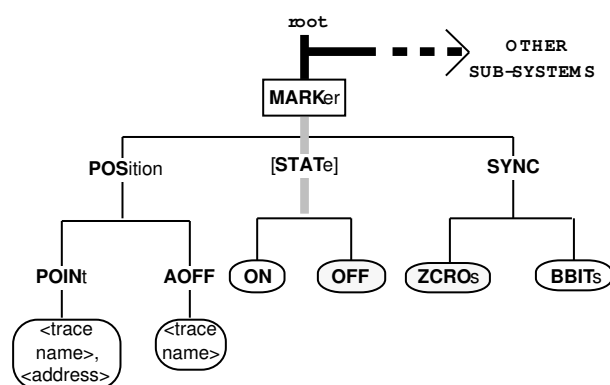 root
OTHER
SUB-SYSTEMS
MARKer
POSition
[STATe]
SYNC
POINt
AOFF
ON
OFF
ZCROs
BBITs
<trace
name>,
<address>
<trace
name>